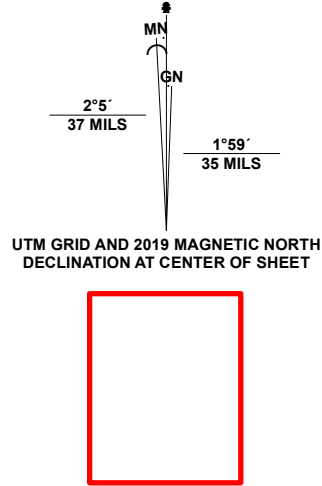 MN
GN
2°5´
37 MILS
1°59´
35 MILS
UTM GRID AND 2019 MAGNETIC NORTH
DECLINATION AT CENTER OF SHEET